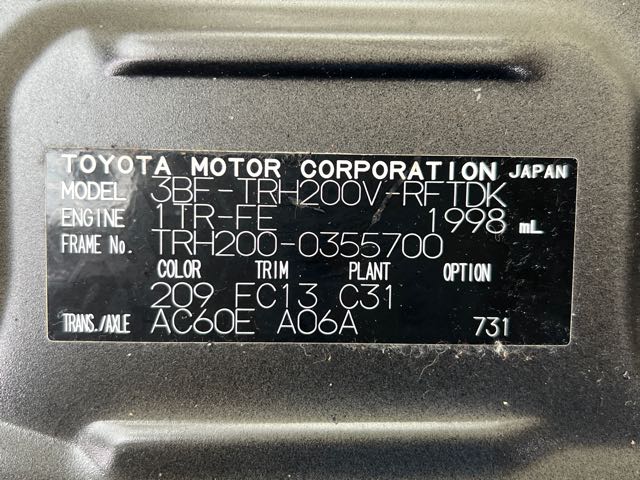 TOYOTA MOTOR CORPORATION JAPAN
MODEL 3BF-TRH200V-RFTDK
ENGINE 1TR-FE 1998 mL
FRAME No. TRH200-0355700
COLOR TRIM PLANT OPTION
209 FC13 C31
TRANS./AXLE AC60E A06A 731